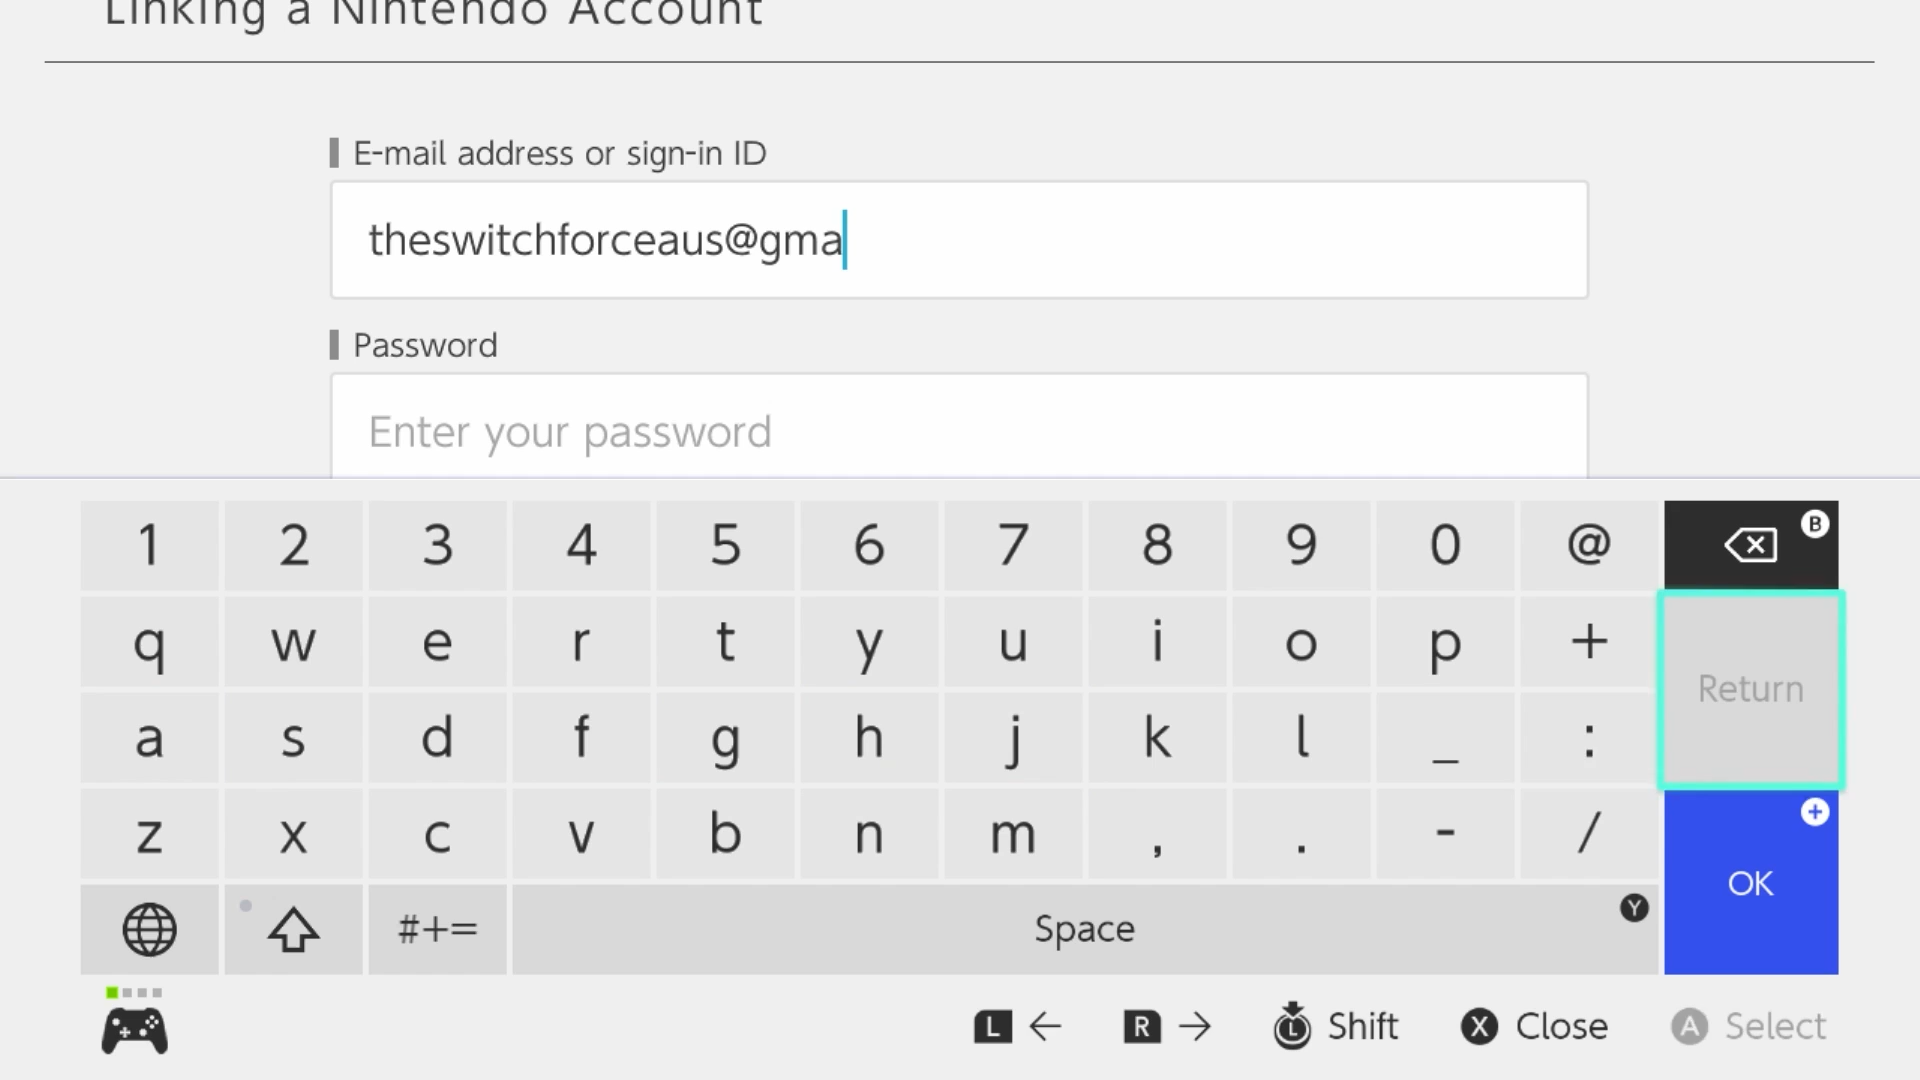 Linking a Nintendo Account
E-mail address or sign-in ID
theswitchforceaus@gma
Password
Enter your password
1 2 3 4 5 6 7 8 9 0 @ B
q w e r t y u i o p +
Return
a s d f g h j k l _ :
z x c v b n m , . - / +
OK
#+= Space Y
L ← R → L Shift X Close A Select